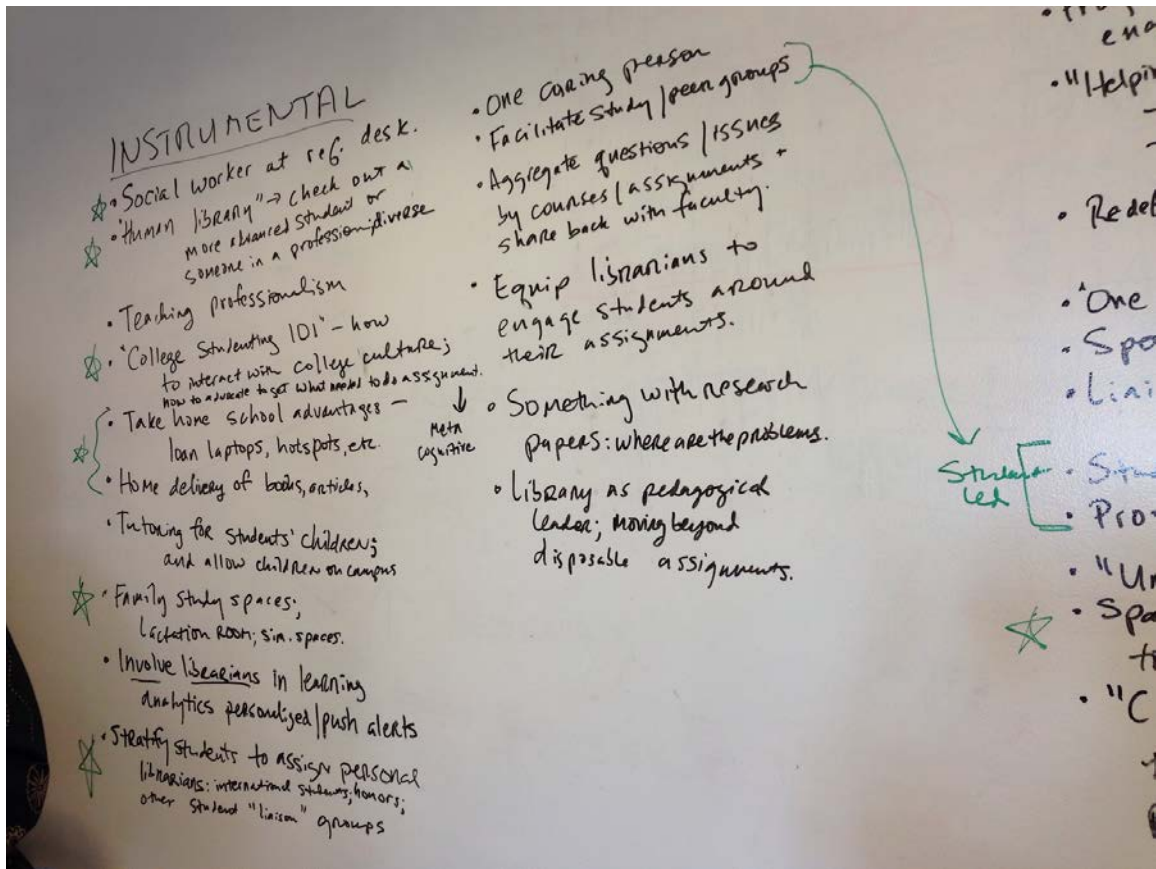 INSTRUMENTAL
• Social worker at ref. desk.
• "Human library" → check out a
more advanced student or
someone in a profession/diverse
• Teaching professionalism
• "College Studenting 101" – how
to interact with college culture;
how to advocate to get what needed to do assignment.
↓
Meta
cognitive
• Take home school advantages –
loan laptops, hotspots, etc.
• Home delivery of books, articles,
• Tutoring for students' children;
and allow children on campus
• Family study spaces;
lactation room; sim. spaces.
• Involve librarians in learning
analytics personalized/push alerts
• Stratify students to assign personal
librarians: international students; honors;
other student "liaison" groups
• One caring person
• Facilitate study/peer groups
• Aggregate questions/issues
by courses/assignments +
share back with faculty.
• Equip librarians to
engage students around
their assignments.
• Something with research
papers: where are the problems.
• Library as pedagogical
leader; moving beyond
disposable assignments.
Student
Led
ena
• "Helpin
–
–
• Redef
• "One
• Spo
• Liai
• Stu
• Pro
• "Un
• Spa
t
• "C